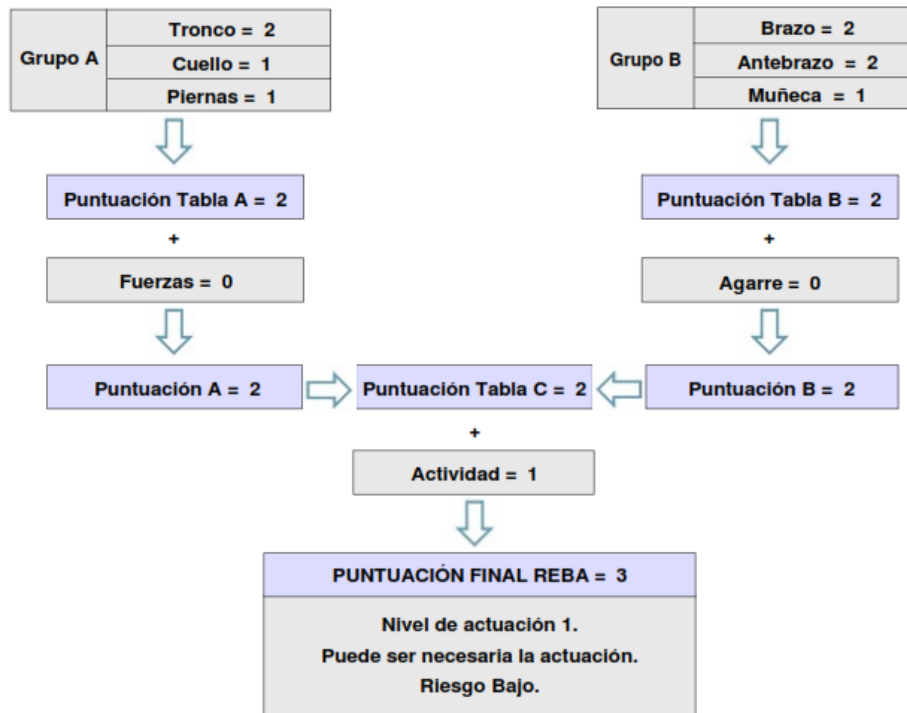 Grupo A
Tronco = 2
Cuello = 1
Piernas = 1
Grupo B
Brazo = 2
Antebrazo = 2
Muñeca = 1
Puntuación Tabla A = 2
Puntuación Tabla B = 2
+
+
Fuerzas = 0
Agarre = 0
Puntuación A = 2
Puntuación Tabla C = 2
Puntuación B = 2
+
Actividad = 1
PUNTUACIÓN FINAL REBA = 3
Nivel de actuación 1.
Puede ser necesaria la actuación.
Riesgo Bajo.